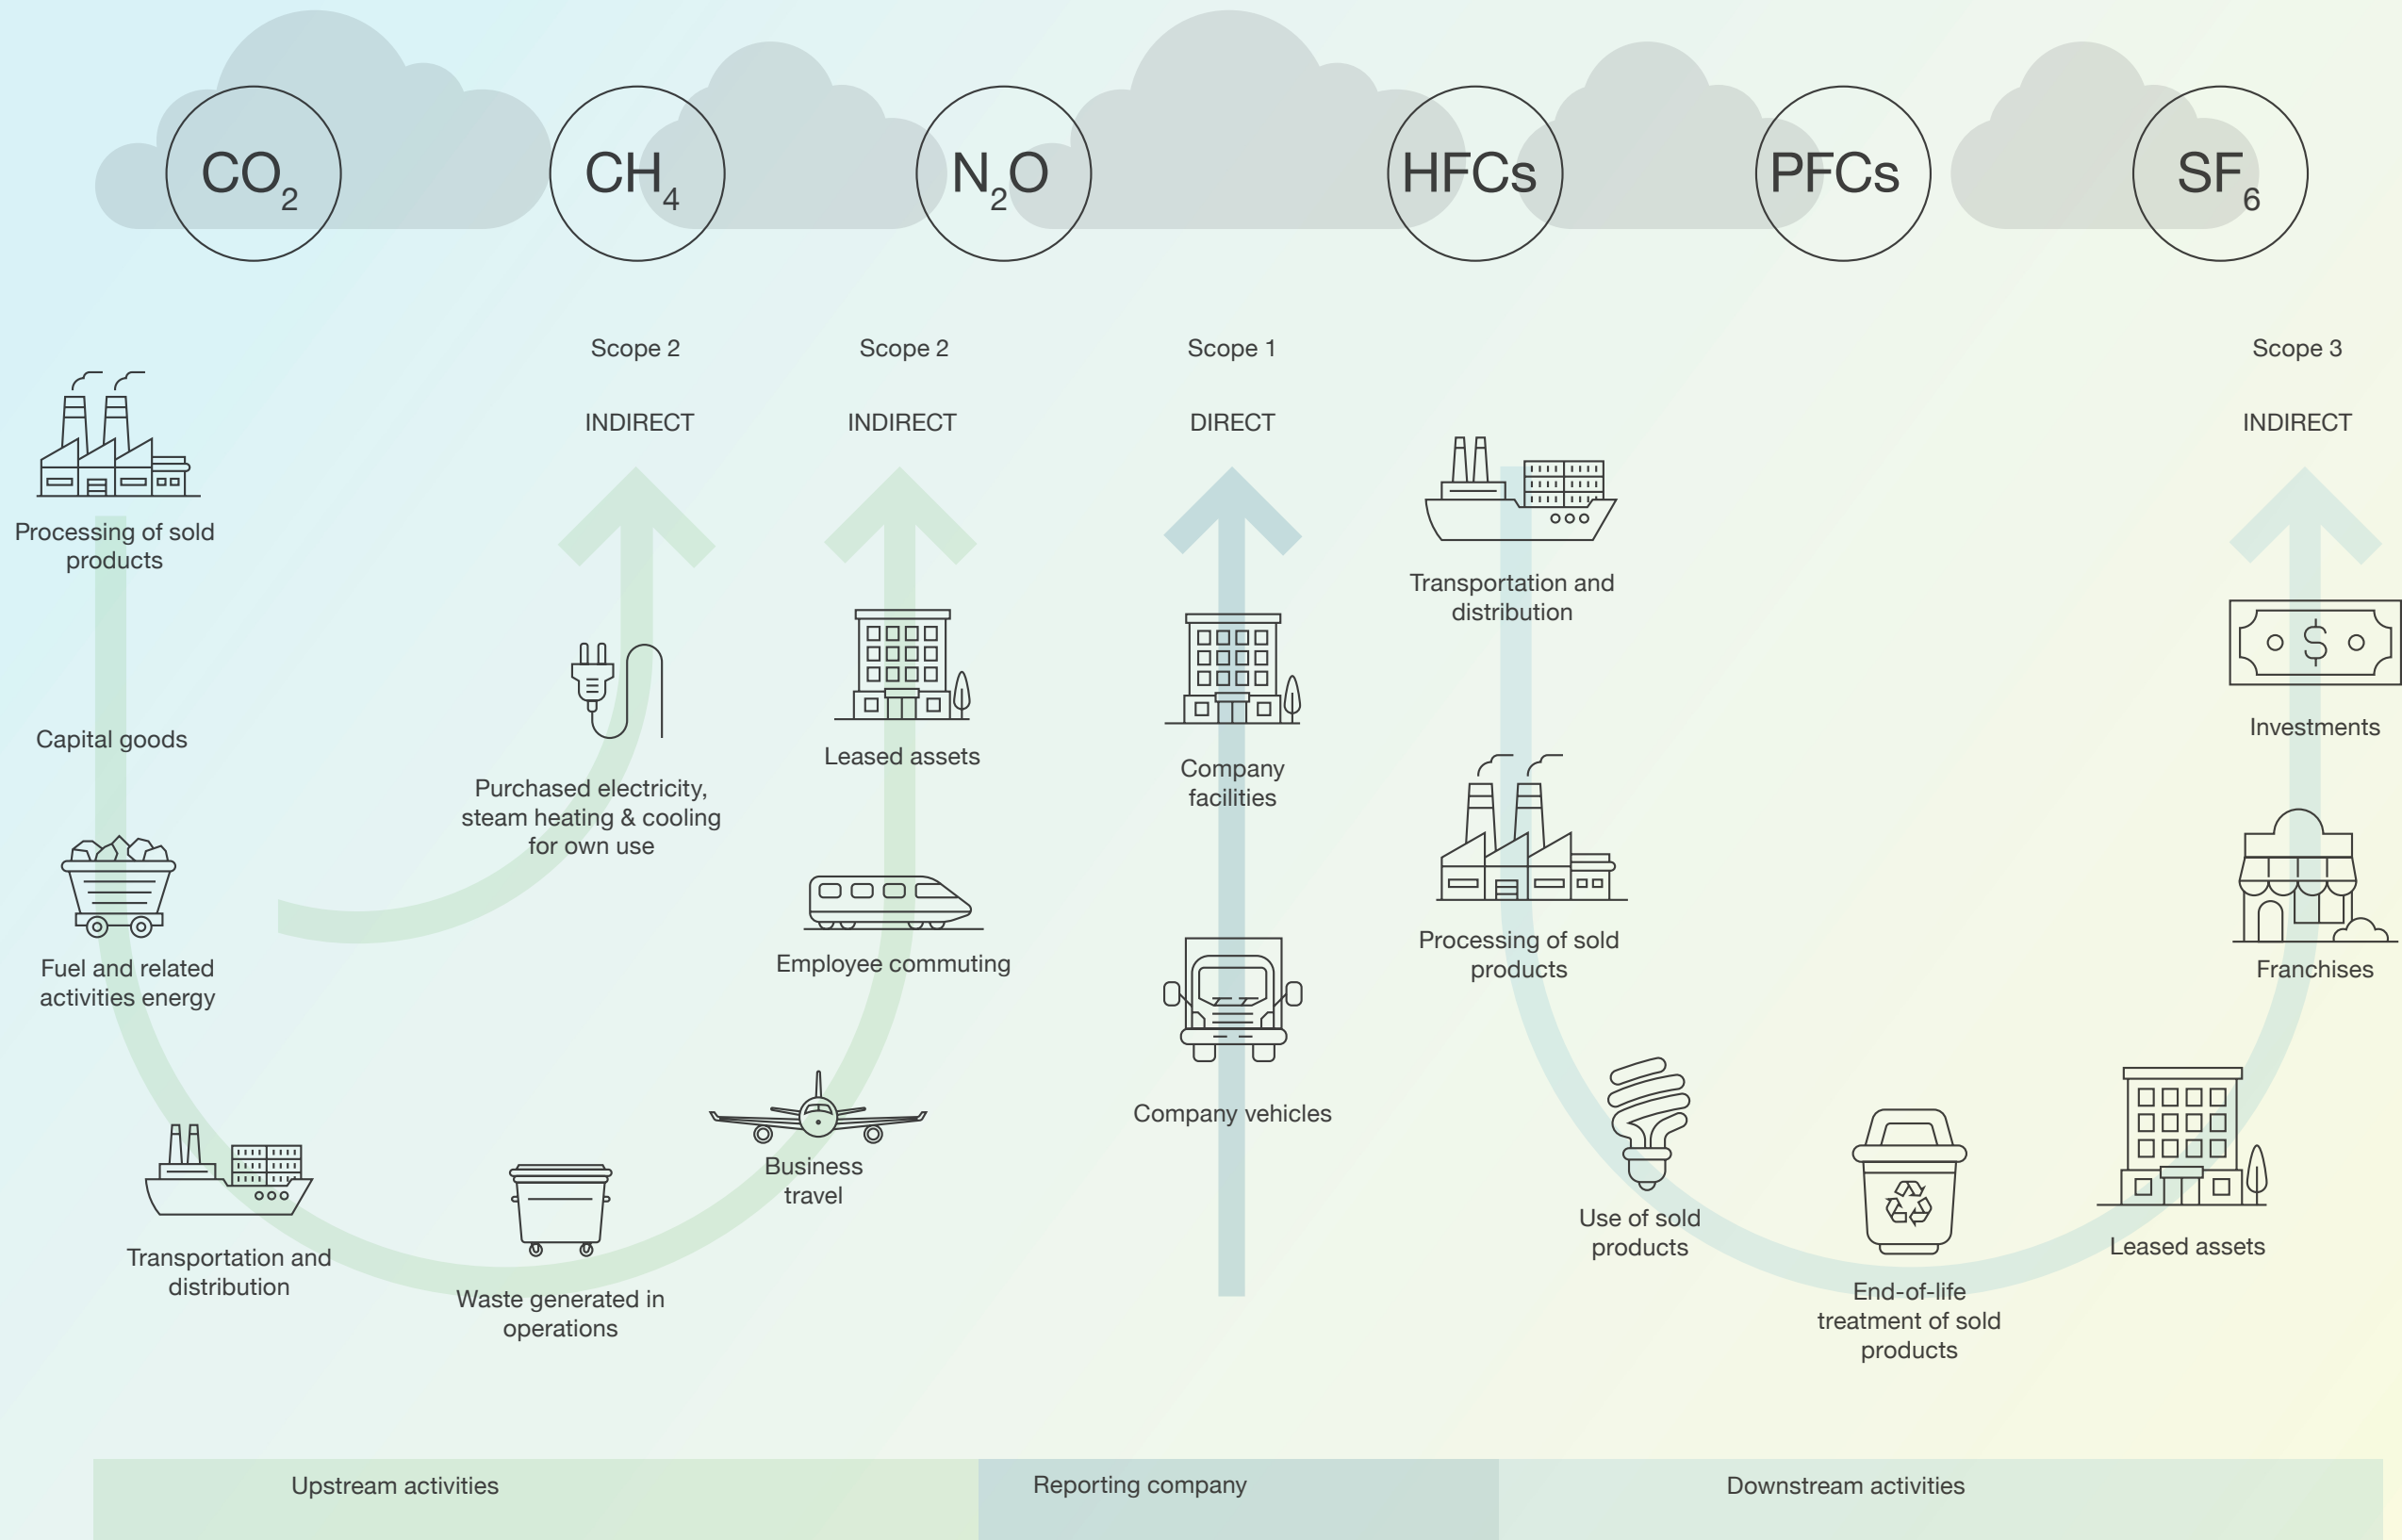 CO₂
CH₄
N₂O
HFCs
PFCs
SF₆
Scope 2
INDIRECT
Scope 2
INDIRECT
Scope 1
DIRECT
Scope 3
INDIRECT
Processing of sold
products
Capital goods
Fuel and related
activities energy
Transportation and
distribution
Waste generated in
operations
Business
travel
Employee commuting
Leased assets
Purchased electricity,
steam heating & cooling
for own use
Company
facilities
Company vehicles
Transportation and
distribution
Processing of sold
products
Use of sold
products
End-of-life
treatment of sold
products
Leased assets
Franchises
$
Investments
Upstream activities
Reporting company
Downstream activities